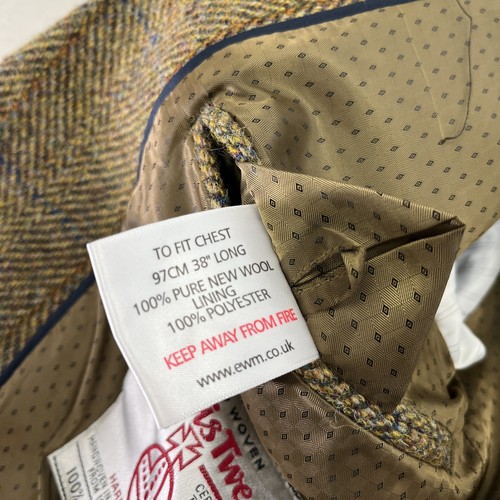 TO FIT CHEST
97CM 38" LONG
100% PURE NEW WOOL
LINING
100% POLYESTER
KEEP AWAY FROM FIRE
www.ewm.co.uk
WOVEN
100%